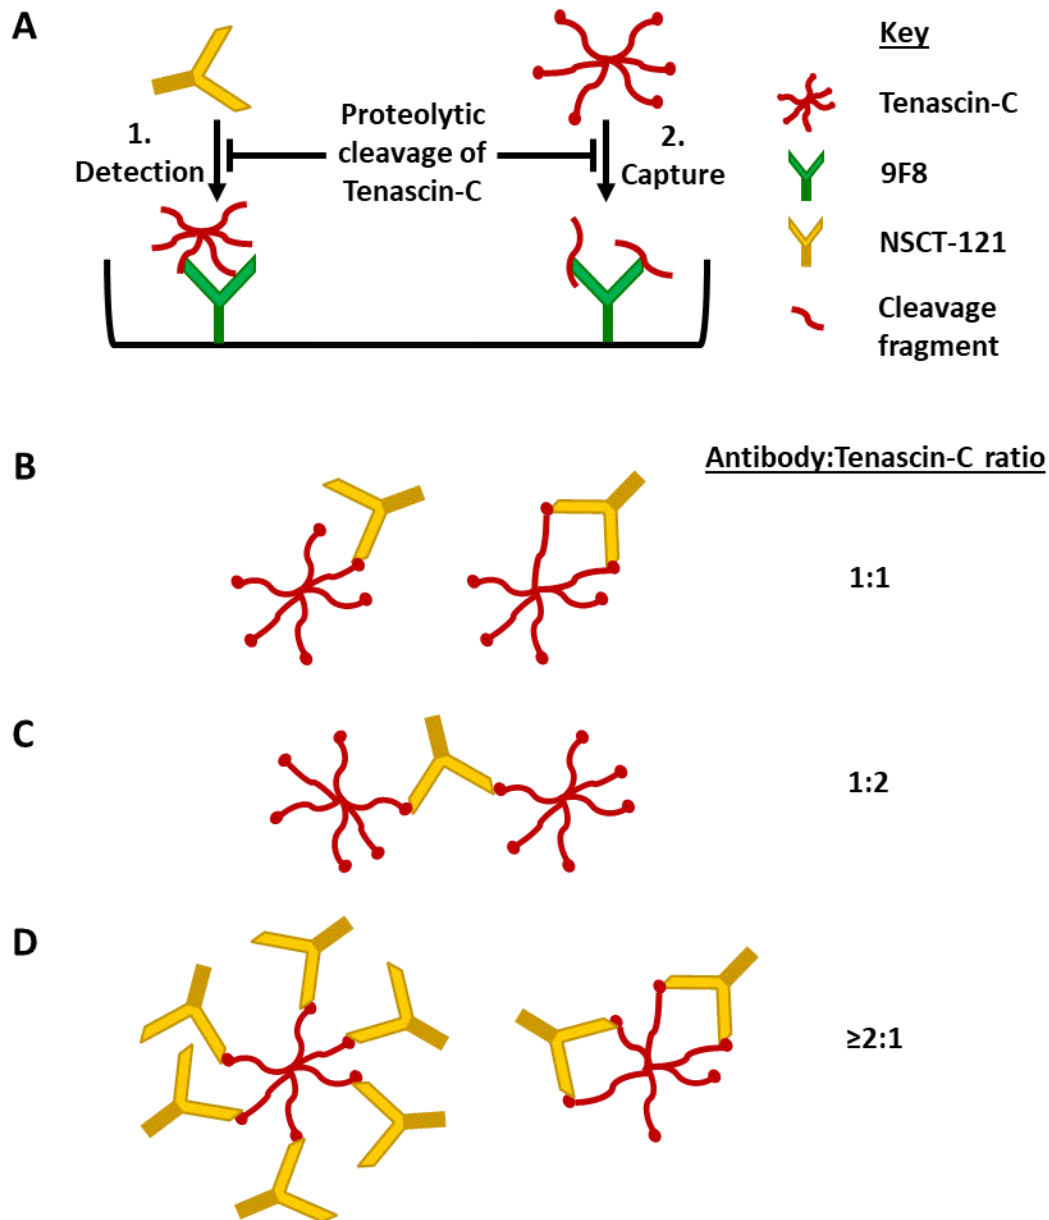 A
Key
Tenascin-C
9F8
NSCT-121
Cleavage
fragment
1.
Detection
Proteolytic
cleavage of
Tenascin-C
2.
Capture
B
Antibody:Tenascin-C ratio
1:1
C
1:2
D
≥2:1